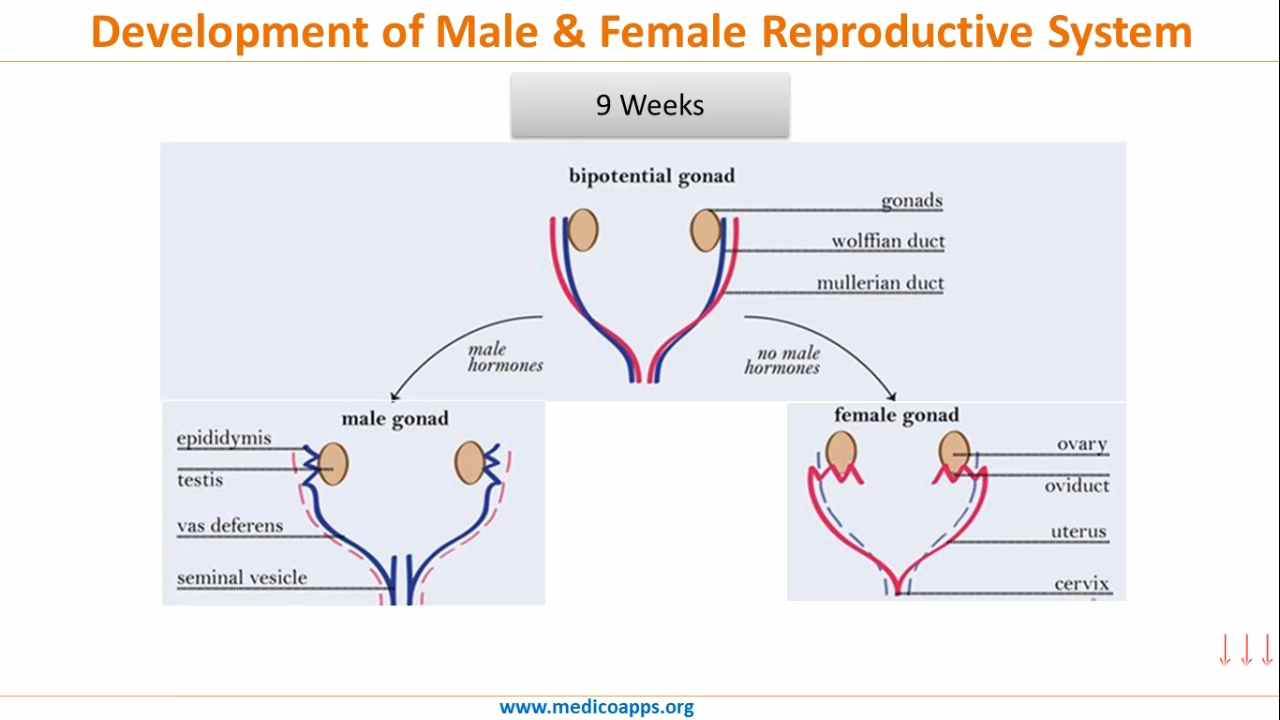 Development of Male & Female Reproductive System
9 Weeks
bipotential gonad
gonads
wolffian duct
mullerian duct
male
hormones
no male
hormones
male gonad
epididymis
testis
vas deferens
seminal vesicle
female gonad
ovary
oviduct
uterus
cervix
www.medicoapps.org